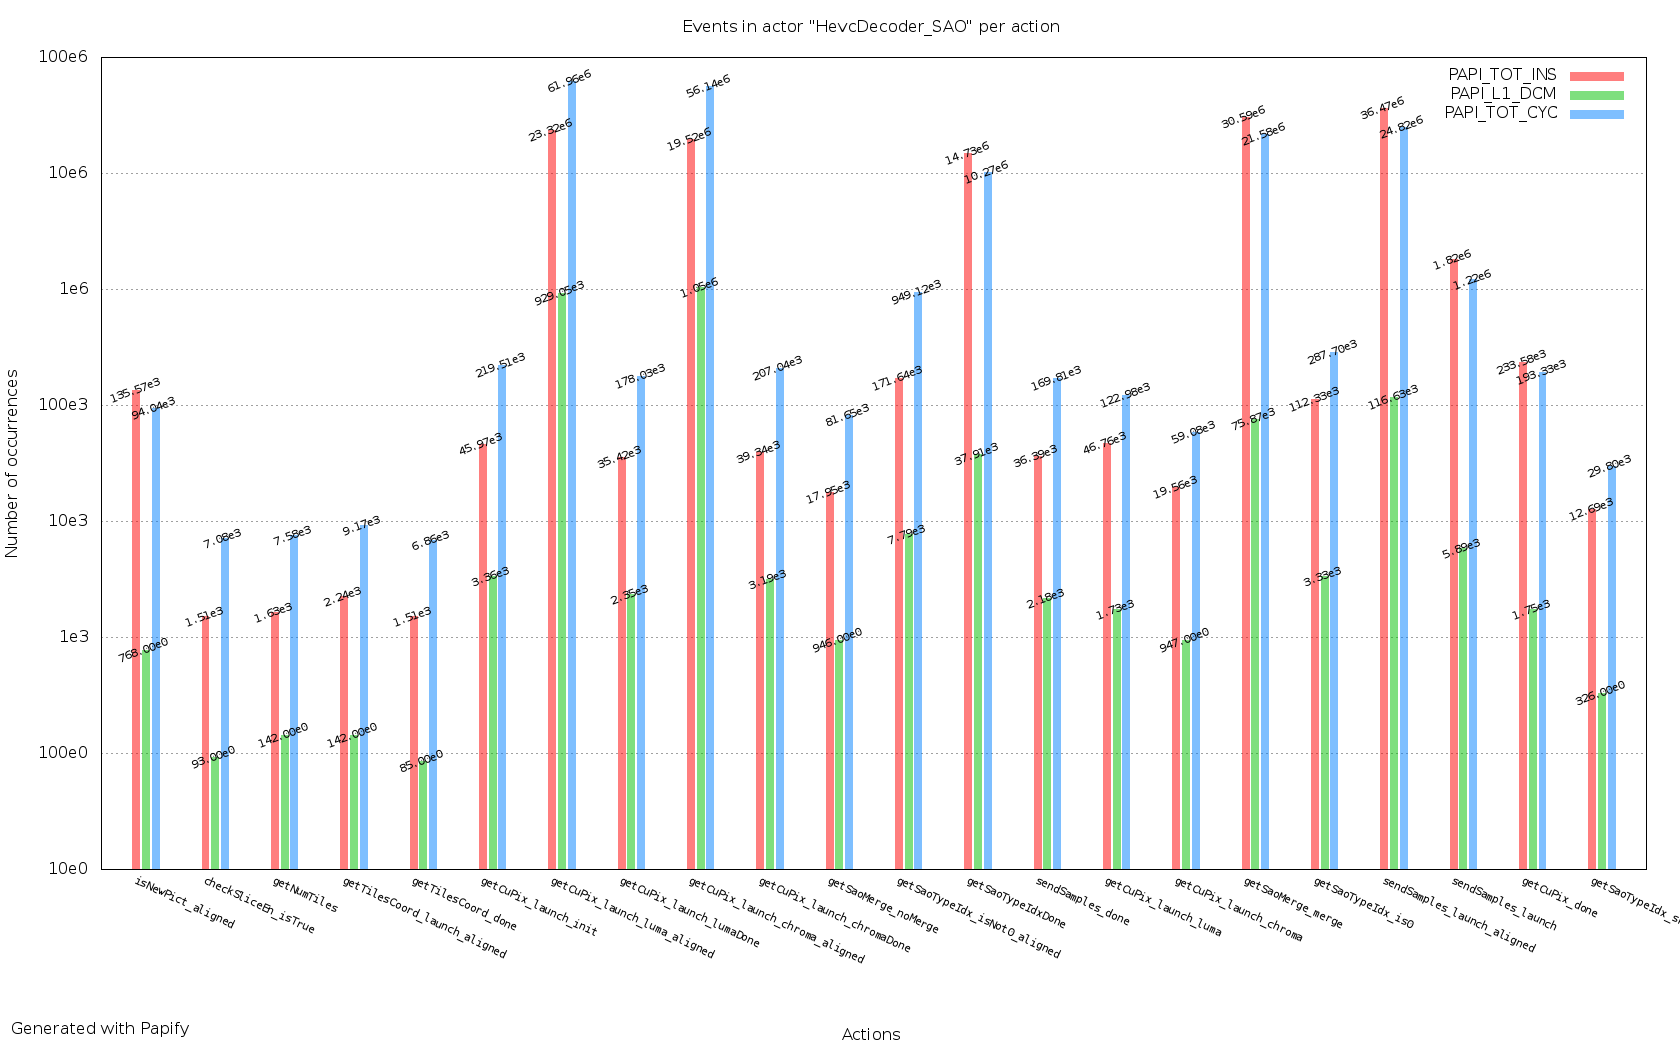 Events in actor "HevcDecoder_SAO" per action
PAPI_TOT_INS
PAPI_L1_DCM
PAPI_TOT_CYC
Number of occurrences
100e6
10e6
1e6
100e3
10e3
1e3
100e0
10e0
135.57e3
768.00e0
94.04e3
1.51e3
93.00e0
7.08e3
1.63e3
142.00e0
7.58e3
2.24e3
142.00e0
9.17e3
1.51e3
85.00e0
6.86e3
45.97e3
3.36e3
219.51e3
23.32e6
929.05e3
61.96e6
35.42e3
2.35e3
178.03e3
19.52e6
1.05e6
56.14e6
39.34e3
3.19e3
207.04e3
17.95e3
946.00e0
81.65e3
171.64e3
7.79e3
949.12e3
14.73e6
37.91e3
10.27e6
36.39e3
2.18e3
169.81e3
46.76e3
1.73e3
122.98e3
19.56e3
947.00e0
59.08e3
30.59e6
75.87e3
21.58e6
112.33e3
3.33e3
287.70e3
36.47e6
116.63e3
24.82e6
1.82e6
5.89e3
1.22e6
233.58e3
1.75e3
193.33e3
12.69e3
326.00e0
29.80e3
isNewPict_aligned
checkSliceEn_isTrue
getNumTiles
getTilesCoord_launch_aligned
getTilesCoord_done
getCuPix_launch_init
getCuPix_launch_luma_aligned
getCuPix_launch_lumaDone
getCuPix_launch_chroma_aligned
getCuPix_launch_chromaDone
getSaoMerge_noMerge
getSaoTypeIdx_isNot0_aligned
getSaoTypeIdxDone
sendSamples_done
getCuPix_launch_luma
getCuPix_launch_chroma
getSaoMerge_merge
getSaoTypeIdx_is0
sendSamples_launch_aligned
sendSamples_launch
getCuPix_done
Generated with Papify
Actions